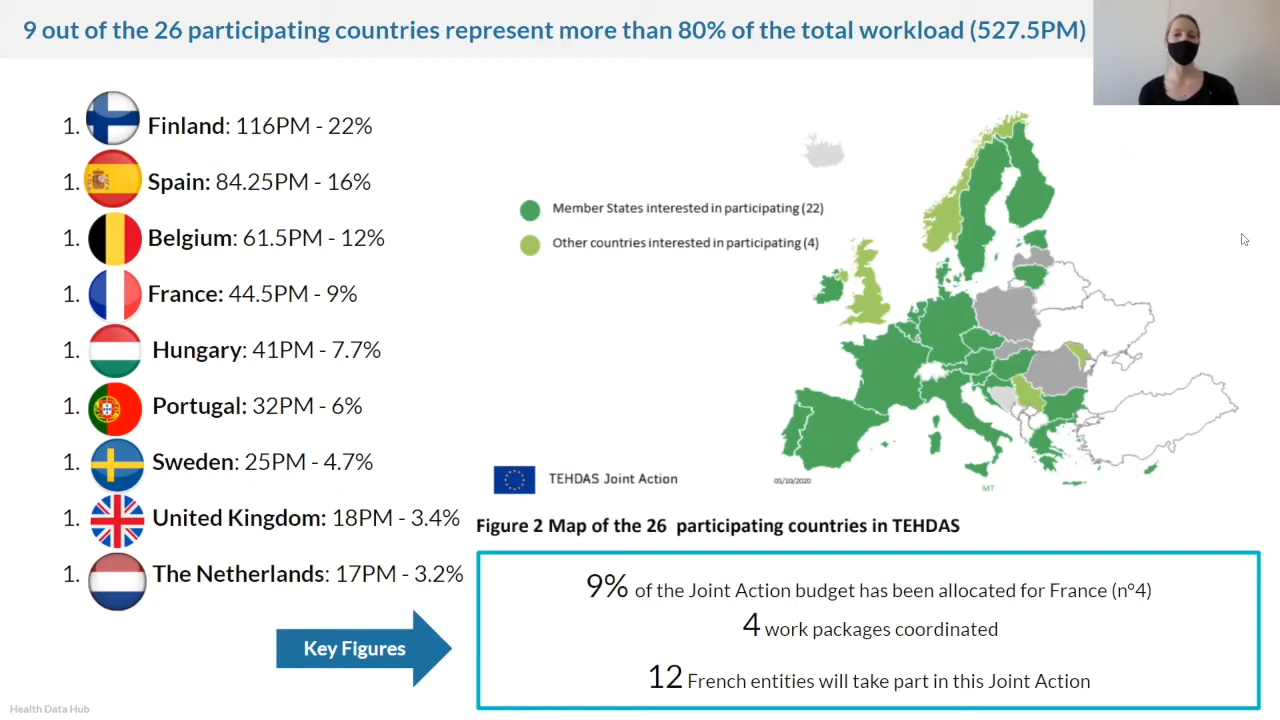 9 out of the 26 participating countries represent more than 80% of the total workload (527.5PM)
1. Finland: 116PM - 22%
1. Spain: 84.25PM - 16%
1. Belgium: 61.5PM - 12%
1. France: 44.5PM - 9%
1. Hungary: 41PM - 7.7%
1. Portugal: 32PM - 6%
1. Sweden: 25PM - 4.7%
1. United Kingdom: 18PM - 3.4%
1. The Netherlands: 17PM - 3.2%
Member States interested in participating (22)
Other countries interested in participating (4)
TEHDAS Joint Action
05/10/2020
MT
Figure 2 Map of the 26 participating countries in TEHDAS
Key Figures
9% of the Joint Action budget has been allocated for France (n°4)
4 work packages coordinated
12 French entities will take part in this Joint Action
Health Data Hub